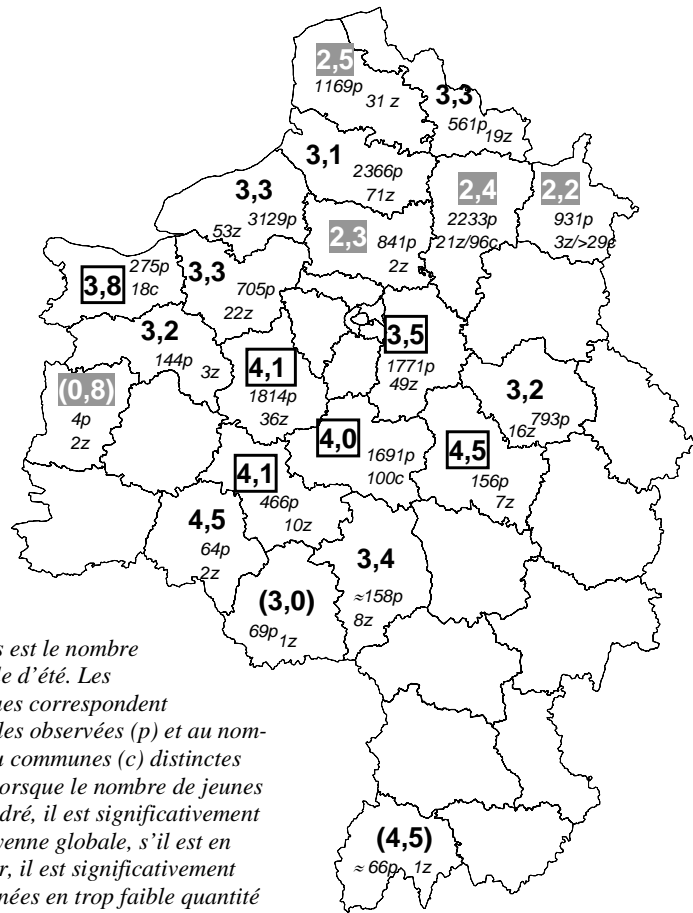 2,5
1169p
31 z
3,3
561p
19z
3,1
2366p
71z
3,3
3129p
53z
2,4
2233p
21z/96c
2,2
931p
3z/>29c
2,3
841p
2z
3,8
275p
18c
3,3
705p
22z
3,2
144p
3z
3,5
1771p
49z
4,1
1814p
36z
(0,8)
4p
2z
3,2
793p
16z
4,0
1691p
100c
4,5
156p
7z
4,1
466p
10z
4,5
64p
2z
3,4
≈158p
8z
(3,0)
69p
1z
s est le nombre
le d'été. Les
ues correspondent
les observées (p) et au nom-
u communes (c) distinctes
orsque le nombre de jeunes
dré, il est significativement
yenne globale, s'il est en
r, il est significativement
nées en trop faible quantité
(4,5)
≈ 66p
1z